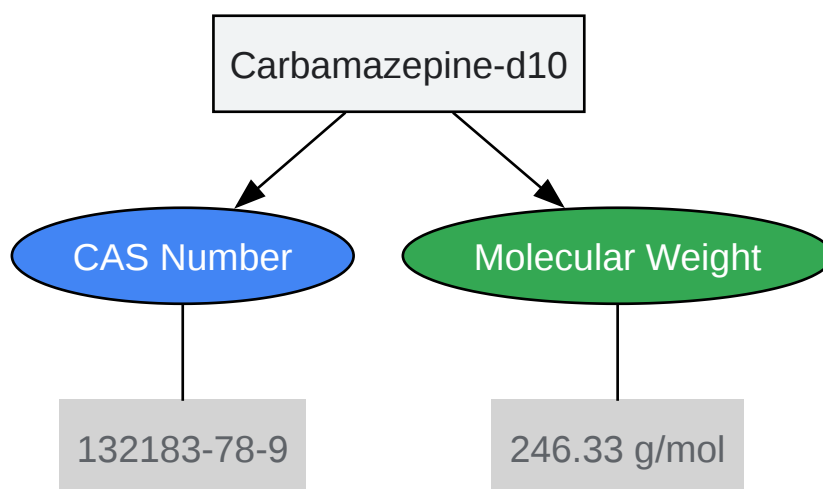 Carbamazepine-d10
CAS Number
Molecular Weight
132183-78-9
246.33 g/mol